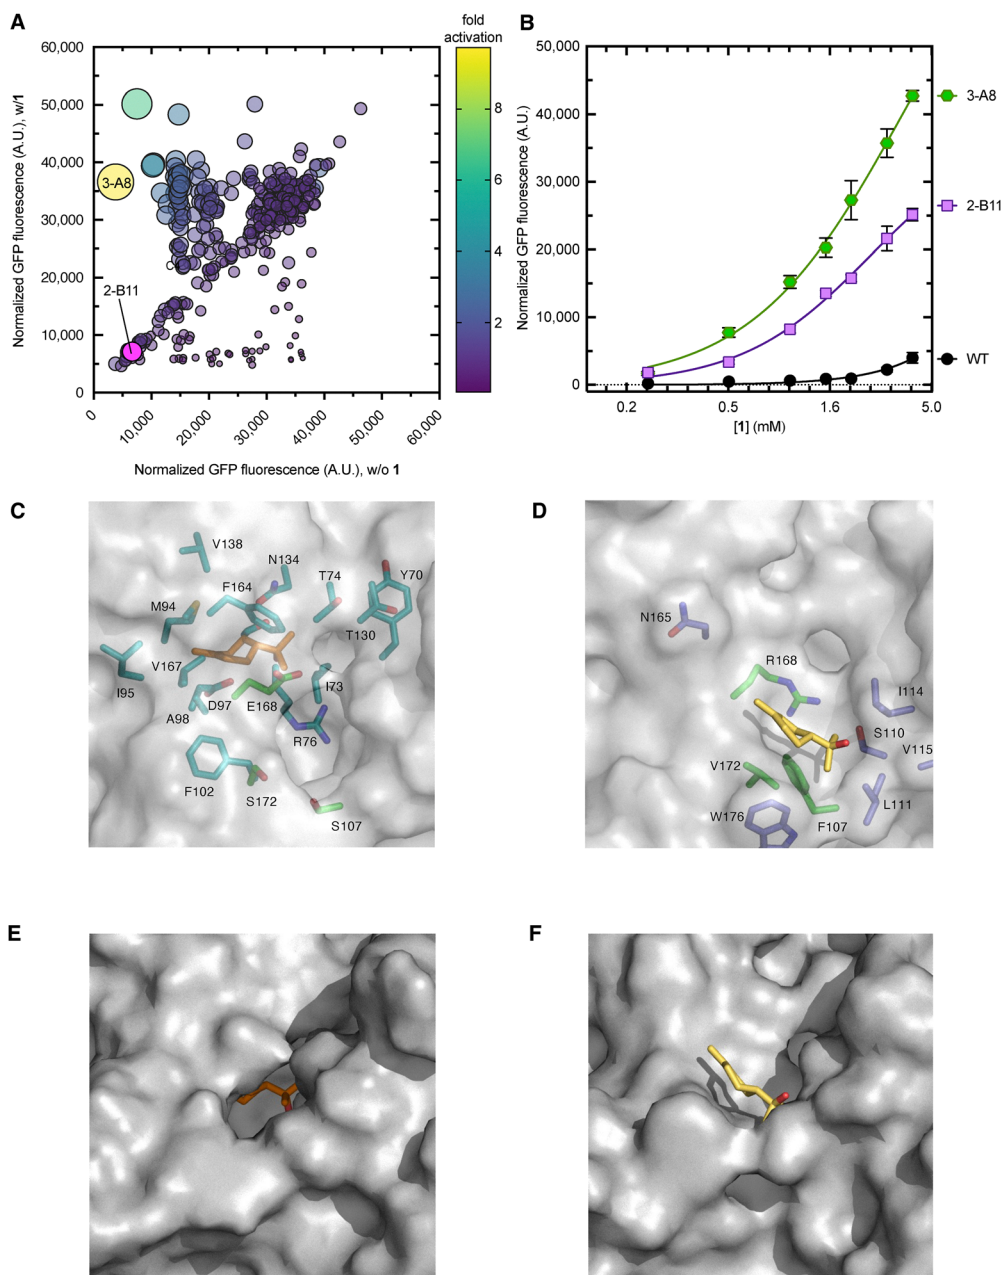 A
fold
activation
60,000
50,000
40,000
30,000
20,000
10,000
0
Normalized GFP fluorescence (A.U.), w/1
3-A8
2-B11
8
6
4
2
0
10,000
20,000
30,000
40,000
50,000
60,000
Normalized GFP fluorescence (A.U.), w/o 1
B
50,000
40,000
30,000
20,000
10,000
0
Normalized GFP fluorescence (A.U.)
3-A8
2-B11
WT
0.2
0.5
1.6
5.0
[1] (mM)
C
V138
N134
F164
T74
Y70
M94
T130
V167
I95
I73
D97
E168
A98
R76
F102
S172
S107
D
N165
R168
I114
S110
V115
V172
L111
W176
F107
E
F